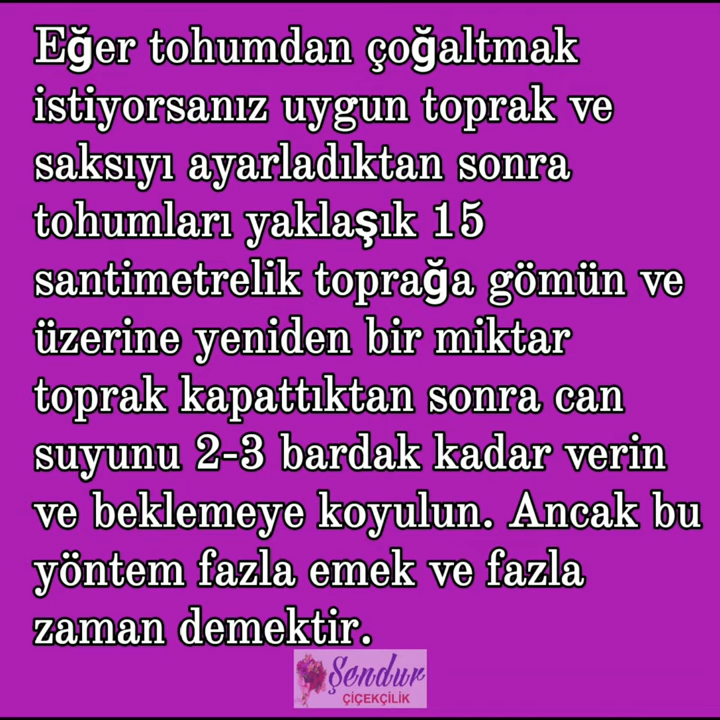 Eğer tohumdan çoğaltmak
istiyorsanız uygun toprak ve
saksıyı ayarladıktan sonra
tohumları yaklaşık 15
santimetrelik toprağa gömün ve
üzerine yeniden bir miktar
toprak kapattıktan sonra can
suyunu 2-3 bardak kadar verin
ve beklemeye koyulun. Ancak bu
yöntem fazla emek ve fazla
zaman demektir.
Şendur
ÇİÇEKÇİLİK